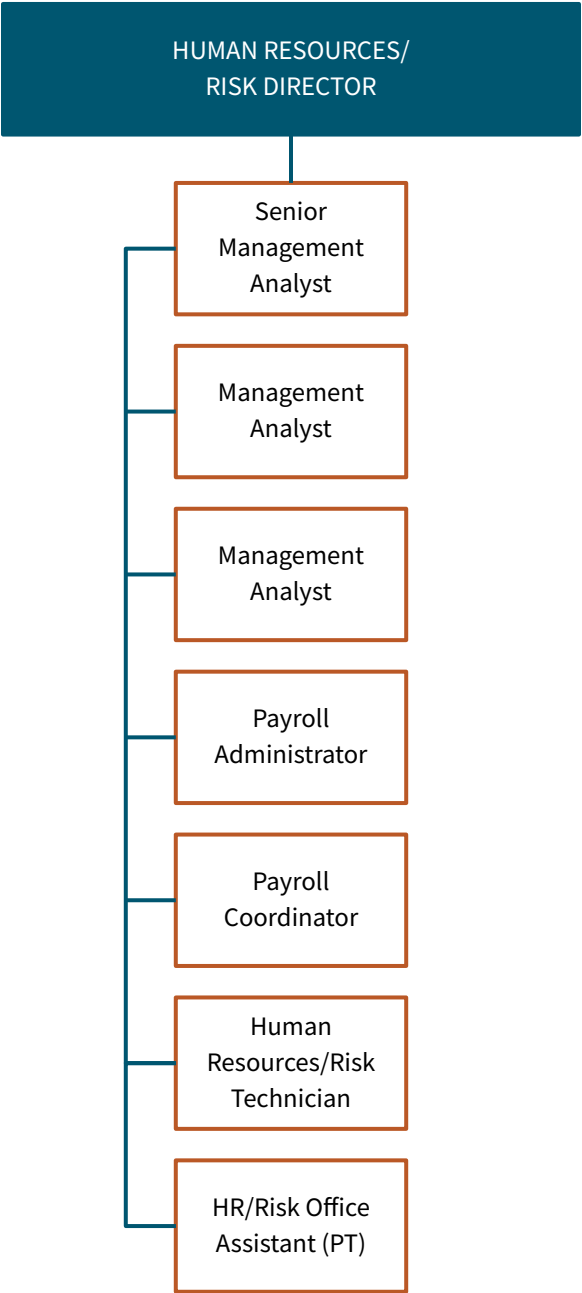 HUMAN RESOURCES/
RISK DIRECTOR
Senior
Management
Analyst
Management
Analyst
Management
Analyst
Payroll
Administrator
Payroll
Coordinator
Human
Resources/Risk
Technician
HR/Risk Office
Assistant (PT)